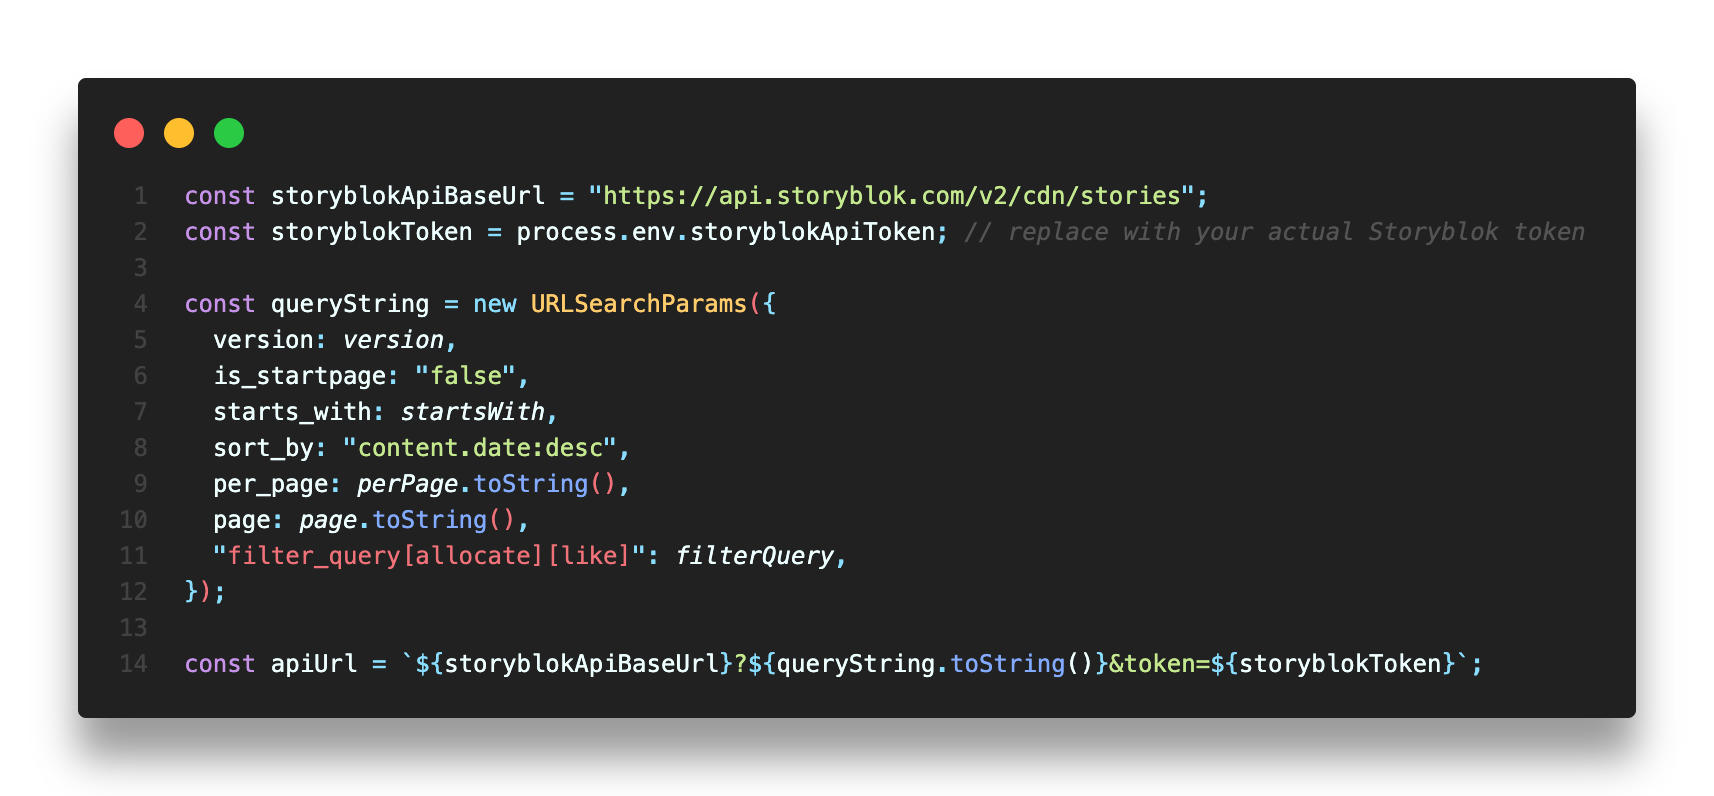 1 const storyblokApiBaseUrl = "https://api.storyblok.com/v2/cdn/stories";
2 const storyblokToken = process.env.storyblokApiToken; // replace with your actual Storyblok token
3
4 const queryString = new URLSearchParams({
5   version: version,
6   is_startpage: "false",
7   starts_with: startsWith,
8   sort_by: "content.date:desc",
9   per_page: perPage.toString(),
10   page: page.toString(),
11   "filter_query[allocate][like]": filterQuery,
12 });
13
14 const apiUrl = `${storyblokApiBaseUrl}?${queryString.toString()}&token=${storyblokToken}`;